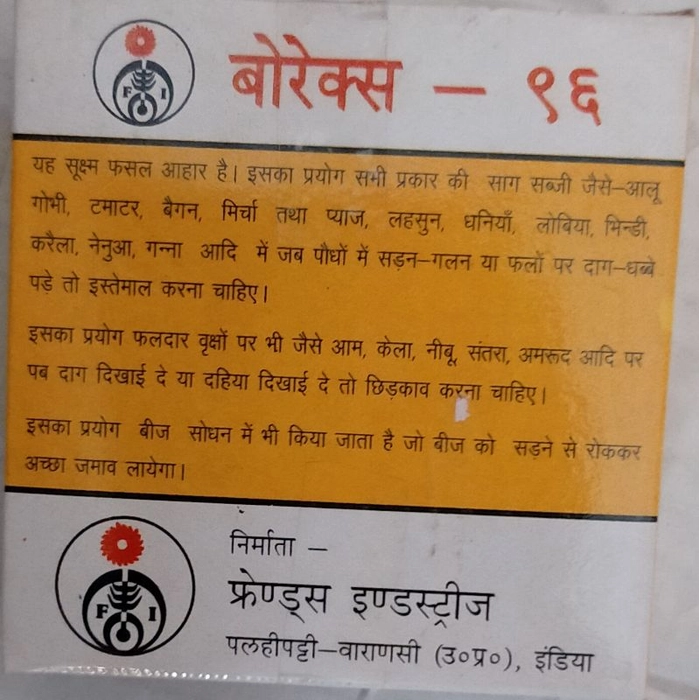 F I
बोरेक्स – ९६
यह सूक्ष्म फसल आहार है। इसका प्रयोग सभी प्रकार की साग सब्जी जैसे–आलू
गोभी, टमाटर, बैगन, मिर्चा तथा प्याज, लहसुन, धनियाँ, लोबिया, भिन्डी,
करैला, नेनुआ, गन्ना आदि में जब पौधों में सड़न–गलन या फलों पर दाग–धब्बे
पड़े तो इस्तेमाल करना चाहिए।
इसका प्रयोग फलदार वृक्षों पर भी जैसे आम, केला, नीबू, संतरा, अमरूद आदि पर
पब दाग दिखाई दे या दहिया दिखाई दे तो छिड़काव करना चाहिए।
इसका प्रयोग बीज सोधन में भी किया जाता है जो बीज को सड़ने से रोककर
अच्छा जमाव लायेगा।
F I
निर्माता –
फ्रेण्ड्स इण्डस्ट्रीज
पलहीपट्टी–वाराणसी (उ०प्र०), इंडिया